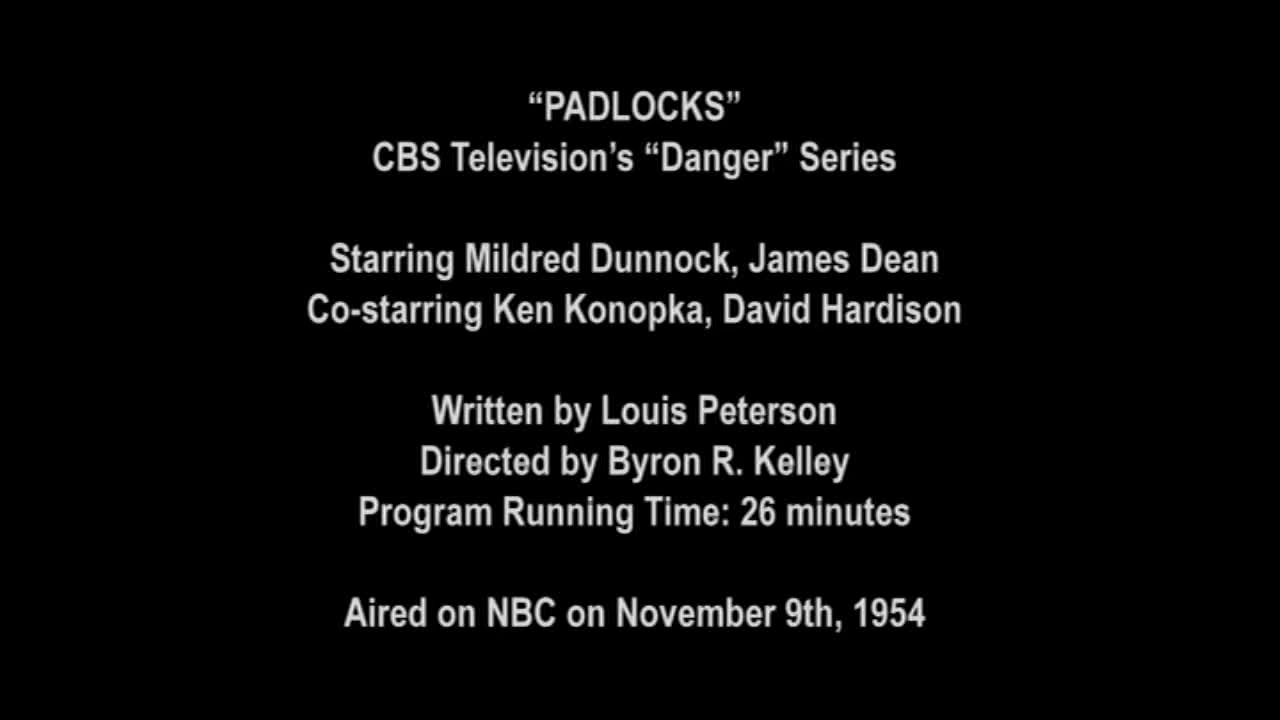 “PADLOCKS”
CBS Television’s “Danger” Series
Starring Mildred Dunnock, James Dean
Co-starring Ken Konopka, David Hardison
Written by Louis Peterson
Directed by Byron R. Kelley
Program Running Time: 26 minutes
Aired on NBC on November 9th, 1954